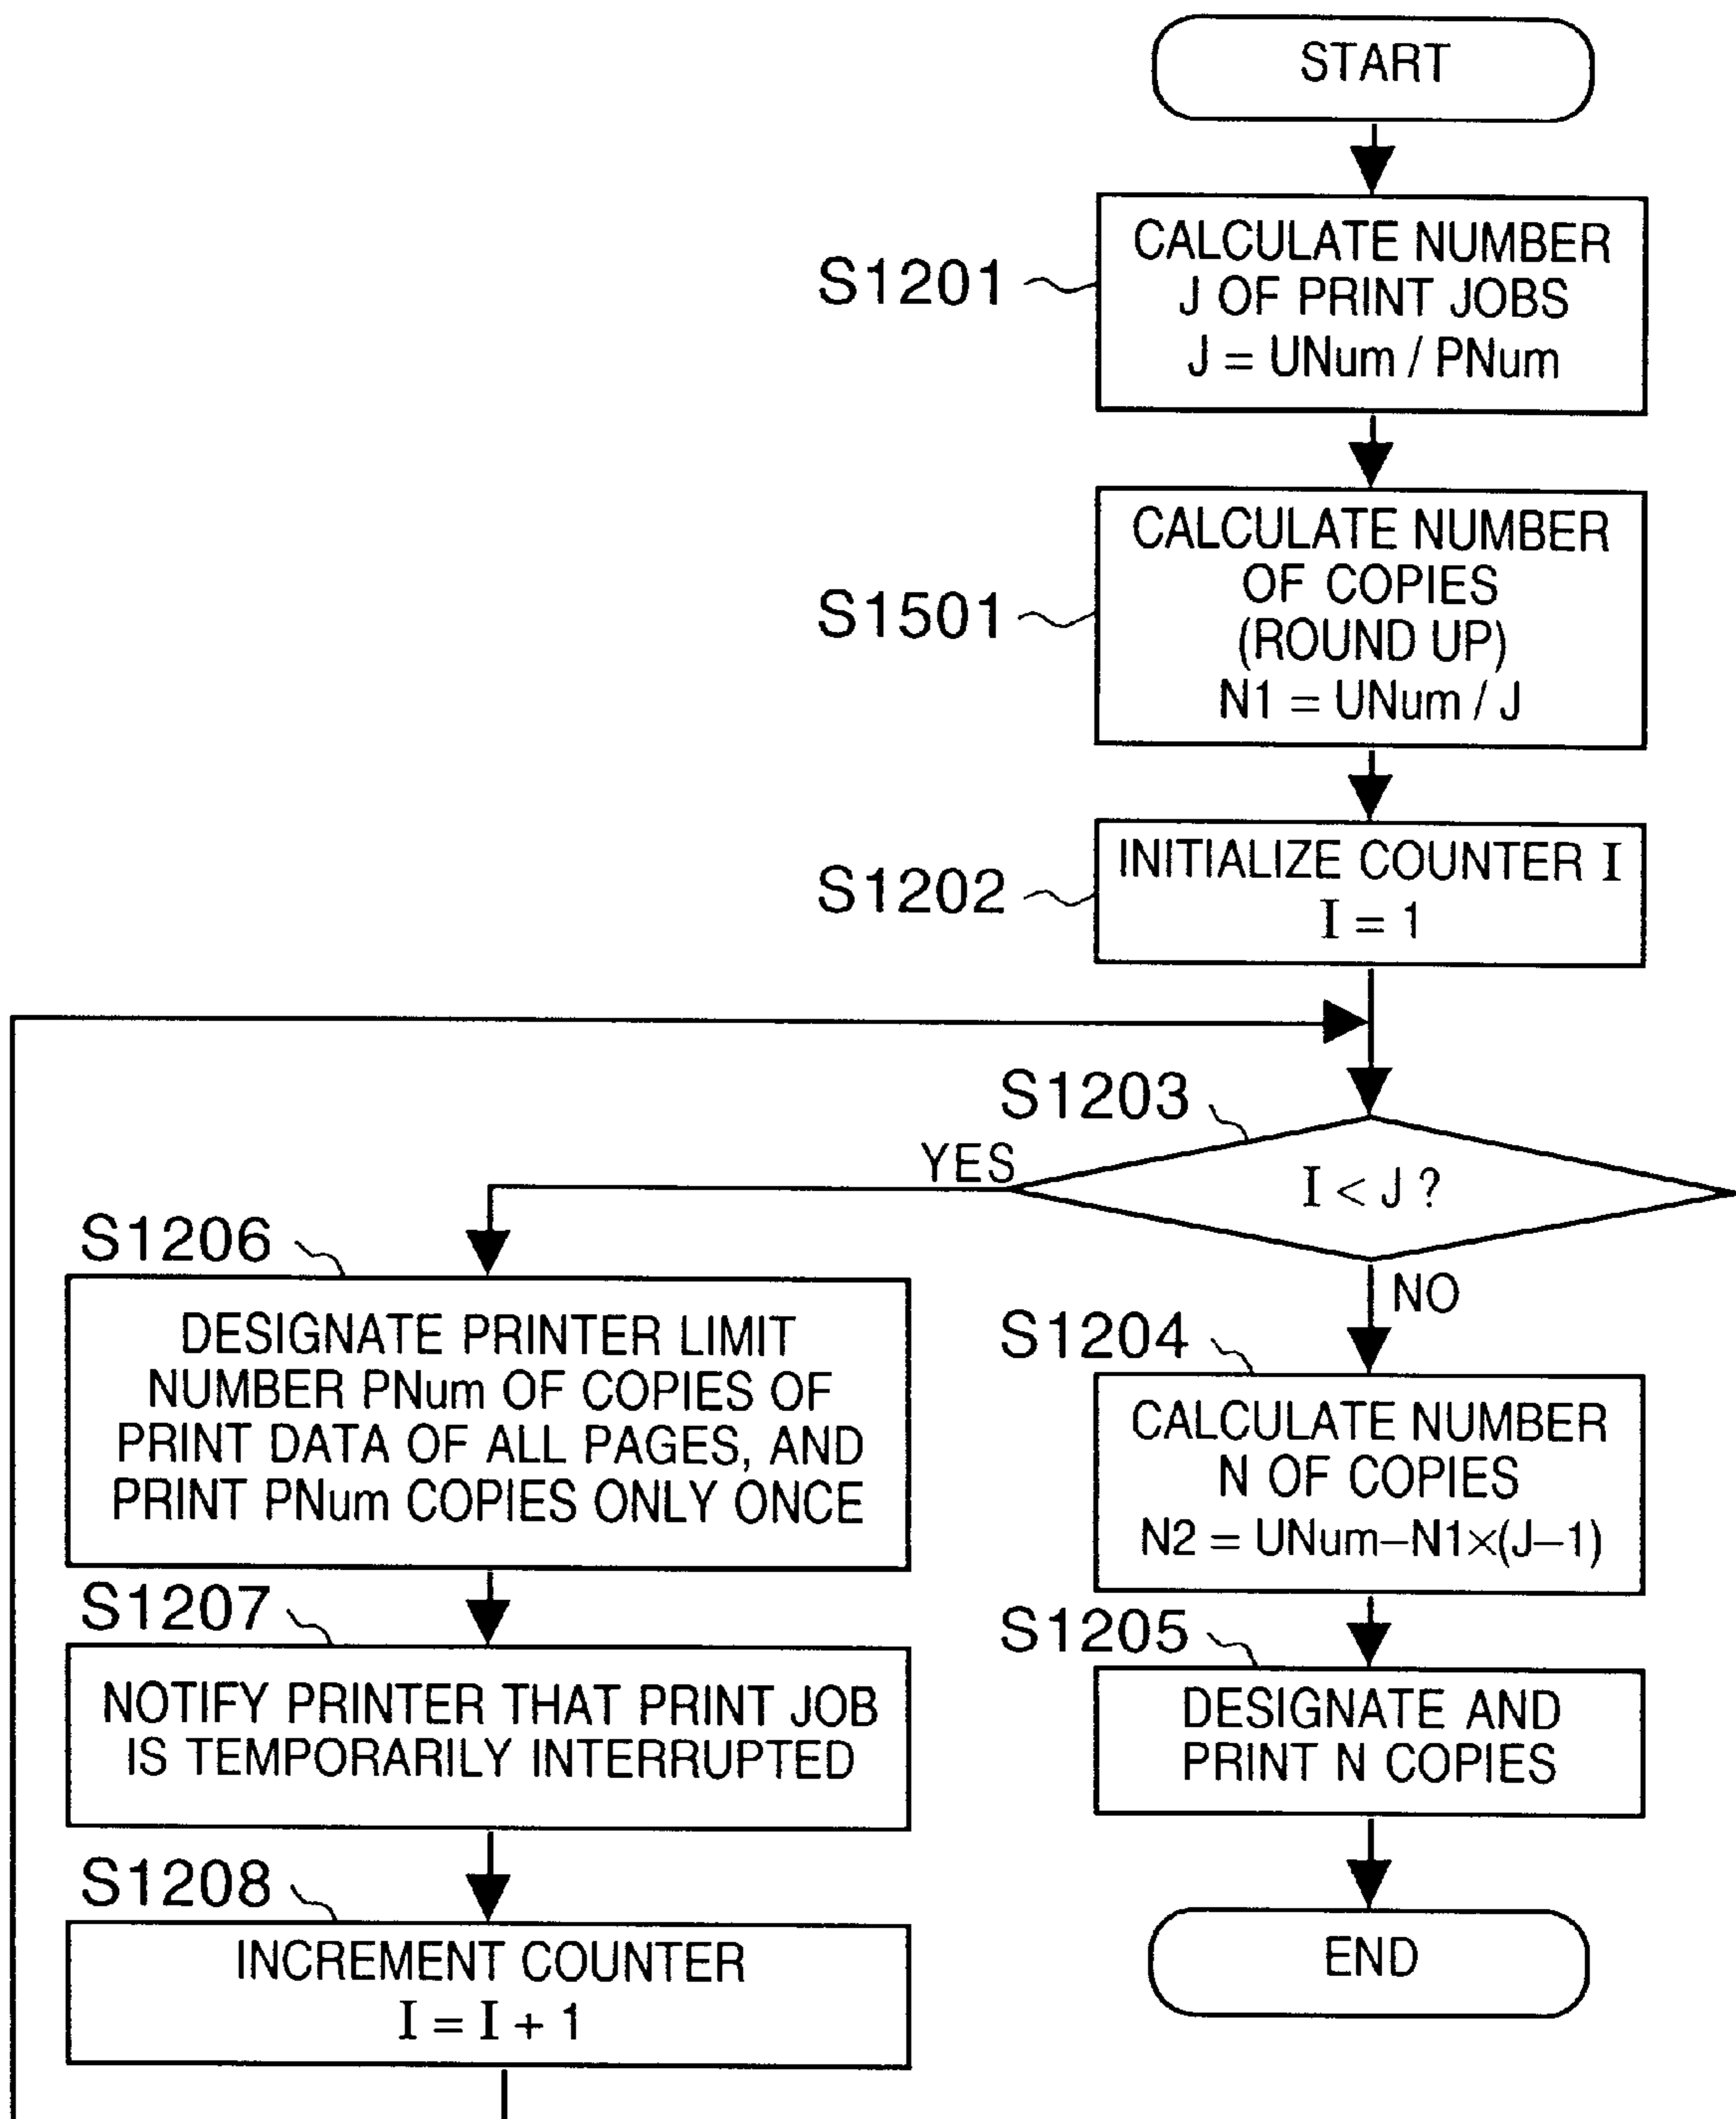 START
S1201
CALCULATE NUMBER
J OF PRINT JOBS
J = UNum / PNum
S1501
CALCULATE NUMBER
OF COPIES
(ROUND UP)
N1 = UNum / J
S1202
INITIALIZE COUNTER I
I = 1
S1203
YES
I < J ?
NO
S1206
DESIGNATE PRINTER LIMIT
NUMBER PNum OF COPIES OF
PRINT DATA OF ALL PAGES, AND
PRINT PNum COPIES ONLY ONCE
S1204
CALCULATE NUMBER
N OF COPIES
N2 = UNum−N1×(J−1)
S1207
NOTIFY PRINTER THAT PRINT JOB
IS TEMPORARILY INTERRUPTED
S1205
DESIGNATE AND
PRINT N COPIES
S1208
INCREMENT COUNTER
I = I + 1
END